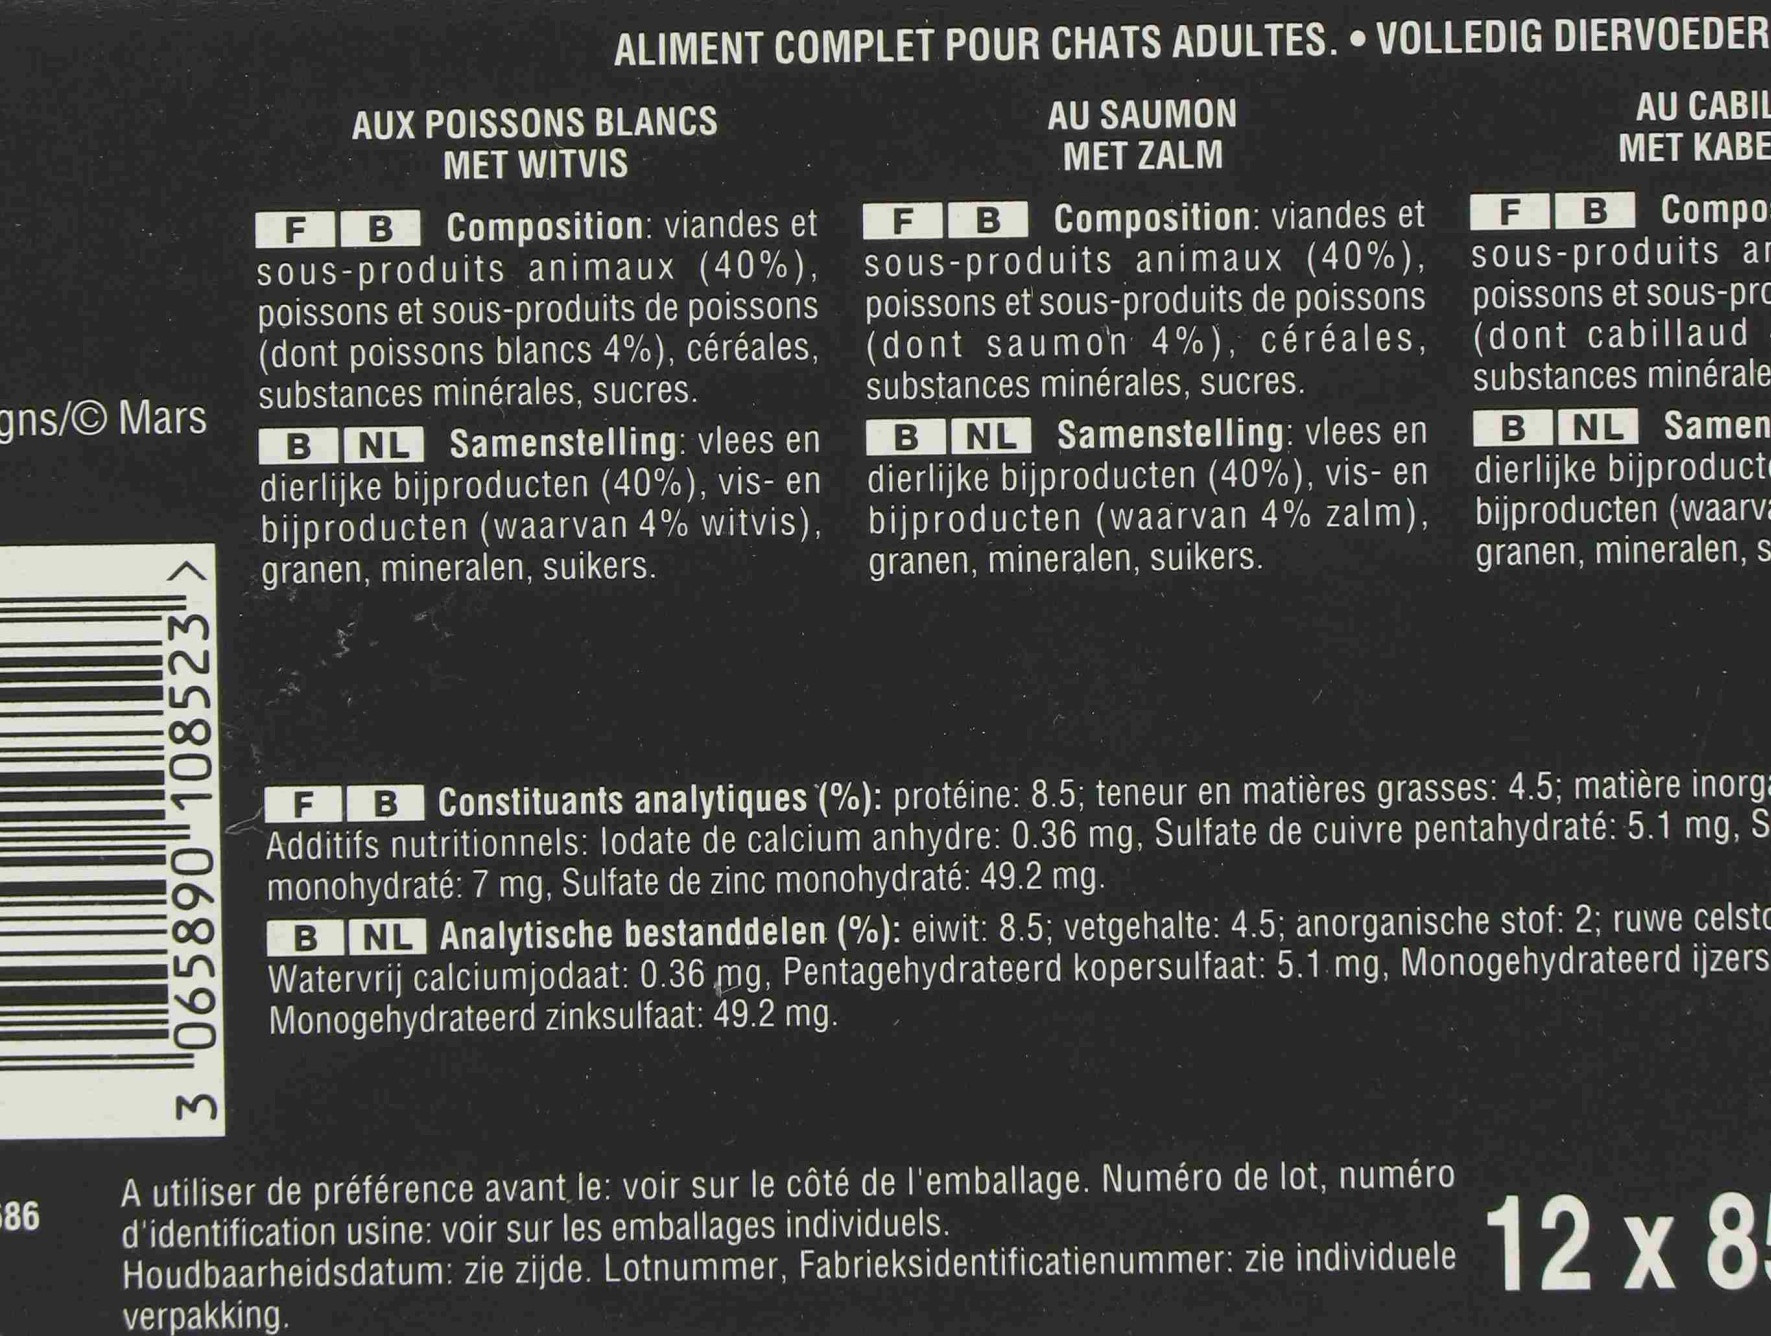 ALIMENT COMPLET POUR CHATS ADULTES. • VOLLEDIG DIERVOEDER
AUX POISSONS BLANCS
MET WITVIS
F B Composition: viandes et
sous-produits animaux (40%),
poissons et sous-produits de poissons
(dont poissons blancs 4%), céréales,
substances minérales, sucres.
B NL Samenstelling: vlees en
dierlijke bijproducten (40%), vis- en
bijproducten (waarvan 4% witvis),
granen, mineralen, suikers.
AU SAUMON
MET ZALM
F B Composition: viandes et
sous-produits animaux (40%),
poissons et sous-produits de poissons
(dont saumon 4%), céréales,
substances minérales, sucres.
B NL Samenstelling: vlees en
dierlijke bijproducten (40%), vis- en
bijproducten (waarvan 4% zalm),
granen, mineralen, suikers.
AU CABIL
MET KABE
F B Compo
sous-produits
poissons et sous-pro
(dont cabillaud
substances minérale
B NL Samen
dierlijke bijproduct
bijproducten (waarva
granen, mineralen, s
gns/© Mars
3 065890 108523 >
F B Constituants analytiques (%): protéine: 8.5; teneur en matières grasses: 4.5; matière inorga
Additifs nutritionnels: Iodate de calcium anhydre: 0.36 mg, Sulfate de cuivre pentahydraté: 5.1 mg, S
monohydraté: 7 mg, Sulfate de zinc monohydraté: 49.2 mg.
B NL Analytische bestanddelen (%): eiwit: 8.5; vetgehalte: 4.5; anorganische stof: 2; ruwe celsto
Watervrij calciumjodaat: 0.36 mg, Pentagehydrateerd kopersulfaat: 5.1 mg, Monogehydrateerd ijzers
Monogehydrateerd zinksulfaat: 49.2 mg.
86
A utiliser de préférence avant le: voir sur le côté de l'emballage. Numéro de lot, numéro
d'identification usine: voir sur les emballages individuels.
Houdbaarheidsdatum: zie zijde. Lotnummer, Fabrieksidentificatienummer: zie individuele
verpakking.
12 x 85